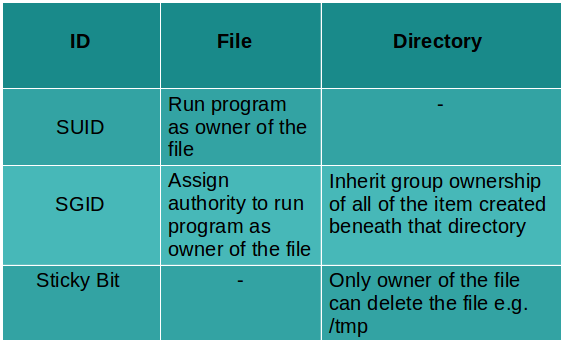 ID File Directory
SUID
Run program
as owner of the
file
-
SGID
Assign
authority to run
program as
owner of the file
Inherit group ownership
of all of the item created
beneath that directory
Sticky Bit
-
Only owner of the file
can delete the file e.g.
/tmp